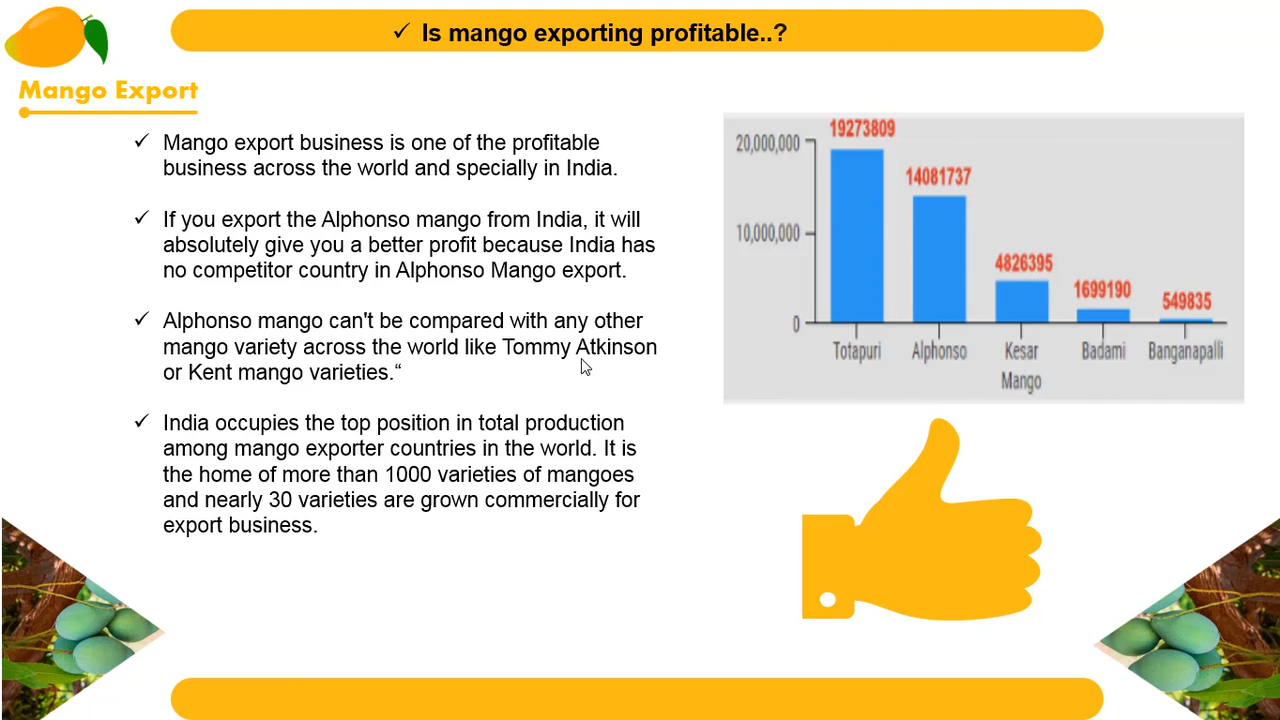 ✓ Is mango exporting profitable..?
Mango Export
✓ Mango export business is one of the profitable
business across the world and specially in India.
✓ If you export the Alphonso mango from India, it will
absolutely give you a better profit because India has
no competitor country in Alphonso Mango export.
✓ Alphonso mango can't be compared with any other
mango variety across the world like Tommy Atkinson
or Kent mango varieties.“
✓ India occupies the top position in total production
among mango exporter countries in the world. It is
the home of more than 1000 varieties of mangoes
and nearly 30 varieties are grown commercially for
export business.
20,000,000
10,000,000
0
19273809
14081737
4826395
1699190
549835
Totapuri Alphonso Kesar Badami Banganapalli
Mango